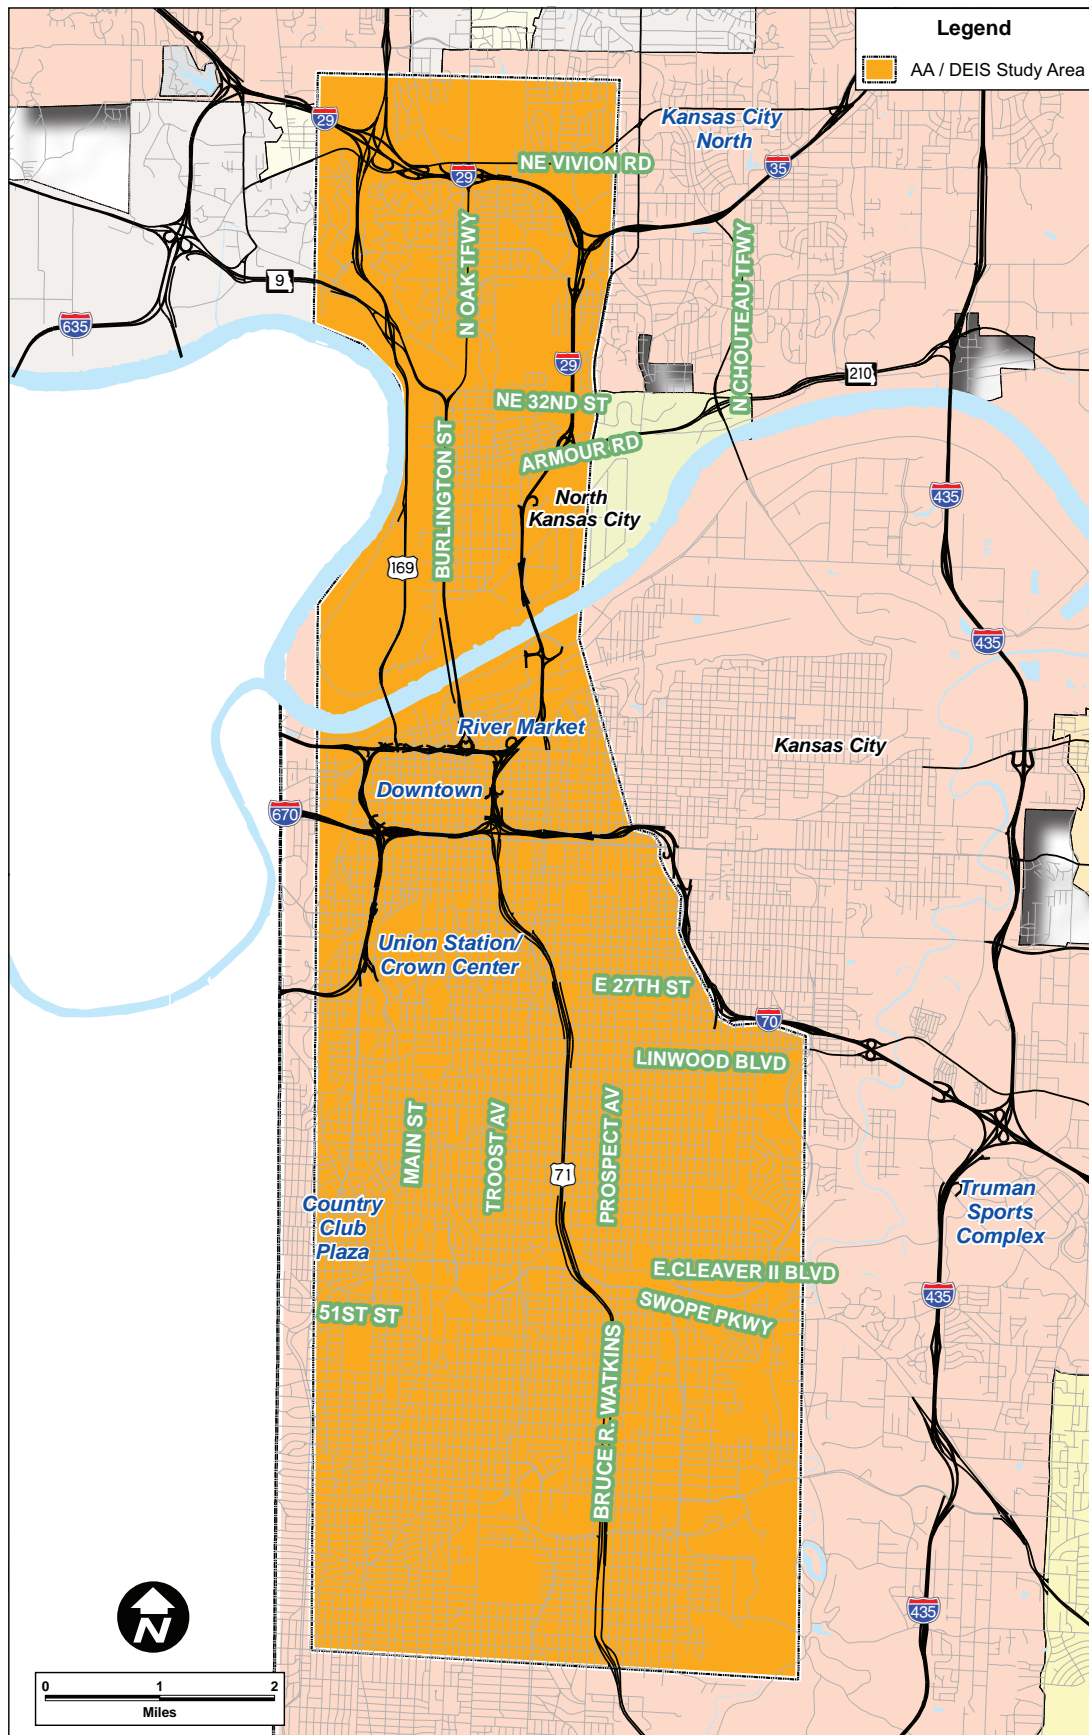 Legend
AA / DEIS Study Area
Kansas City
North
29
NE VIVION RD
35
29
N OAK TFWY
N CHOUTEAU TFWY
9
635
29
210
NE 32ND ST
ARMOUR RD
BURLINGTON ST
North
Kansas City
435
169
435
River Market
Kansas City
Downtown
670
Union Station/
Crown Center
E 27TH ST
70
LINWOOD BLVD
MAIN ST
TROOST AV
PROSPECT AV
71
Country
Club
Plaza
Truman
Sports
Complex
E.CLEAVER II BLVD
SWOPE PKWY
435
51ST ST
BRUCE R. WATKINS
435
N
0 1 2
Miles